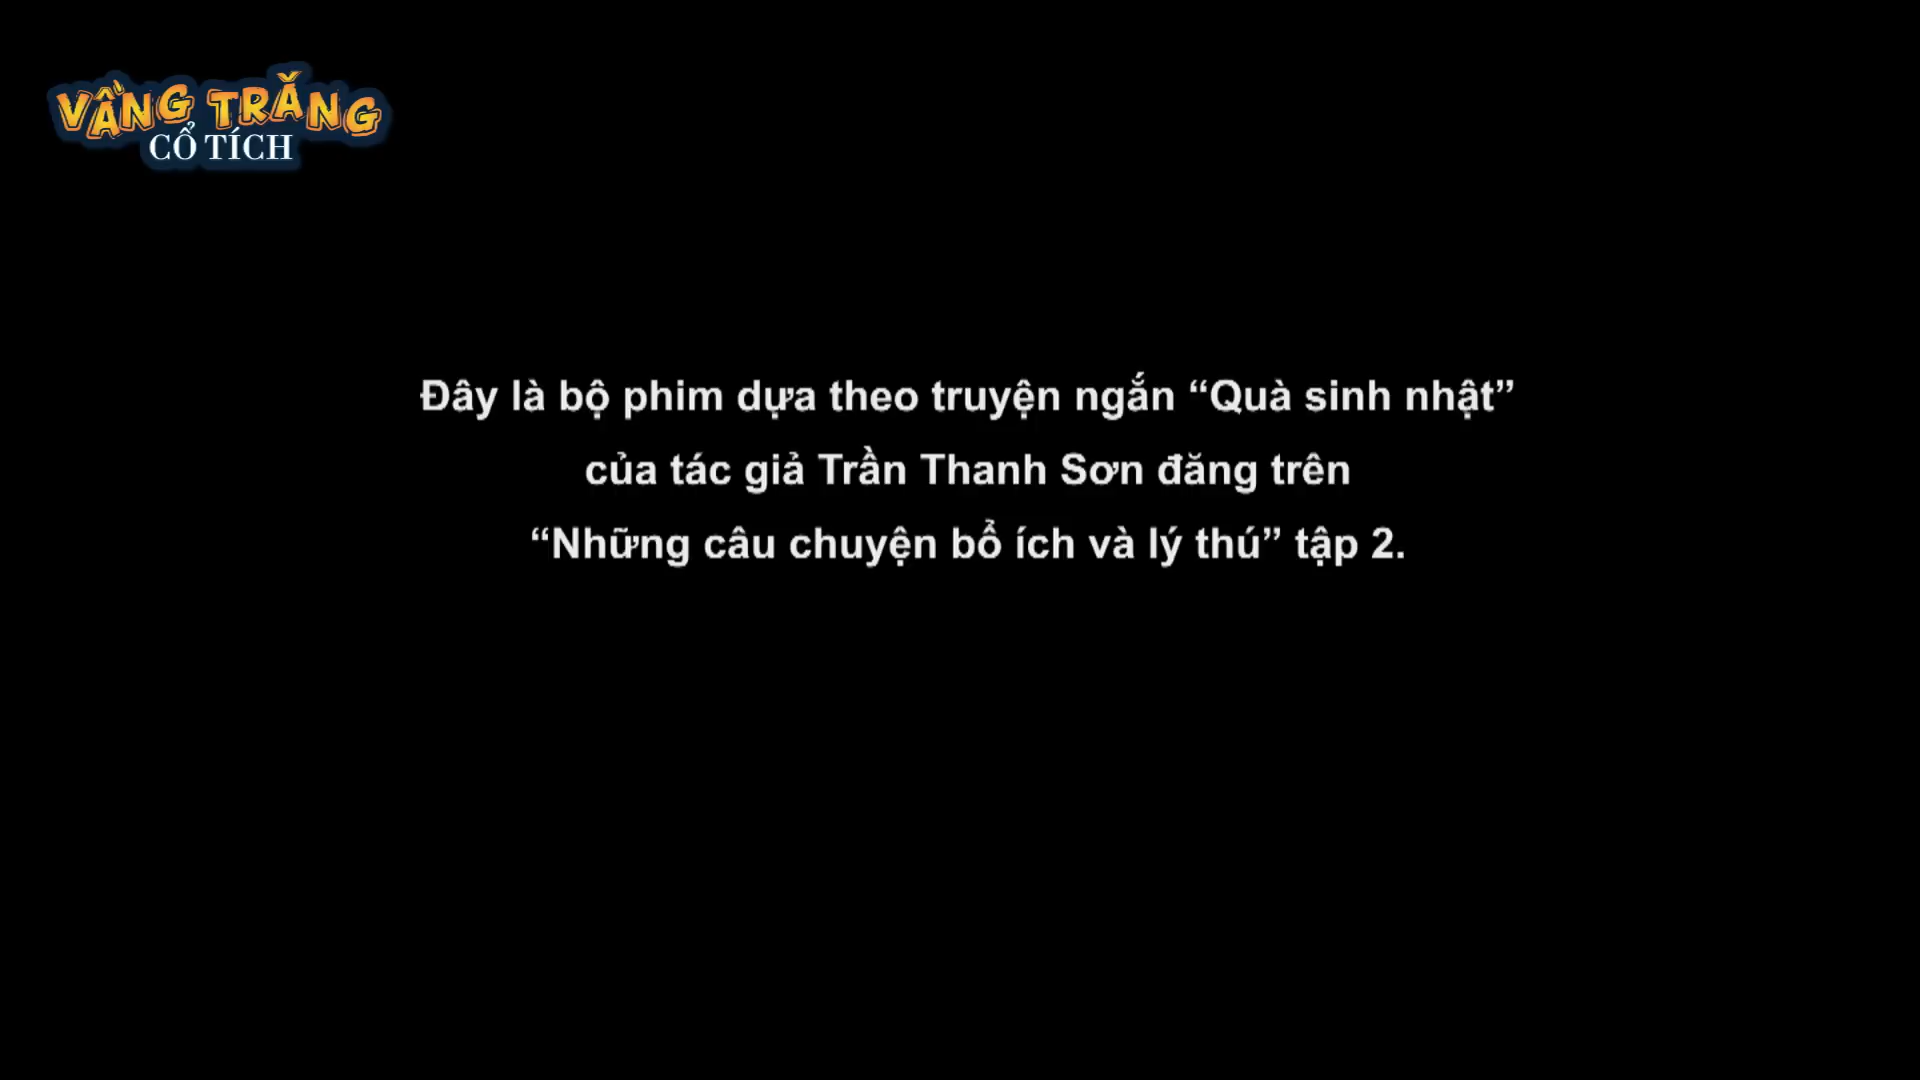 VẦNG TRĂNG
CỔ TÍCH
Đây là bộ phim dựa theo truyện ngắn “Quà sinh nhật”
của tác giả Trần Thanh Sơn đăng trên
“Những câu chuyện bổ ích và lý thú” tập 2.